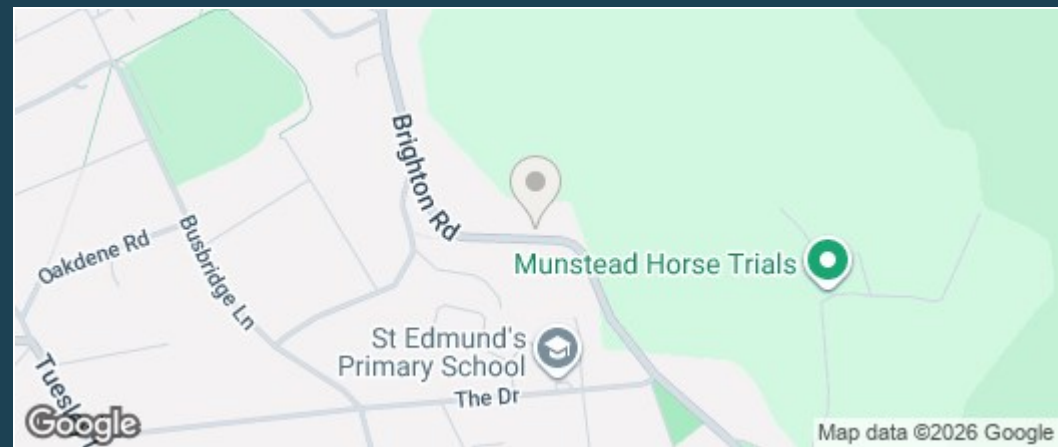 Brighton Rd
Oakdene Rd
Busbridge Ln
Munstead Horse Trials
St Edmund's
Primary School
The Dr
Google
Map data ©2026 Google